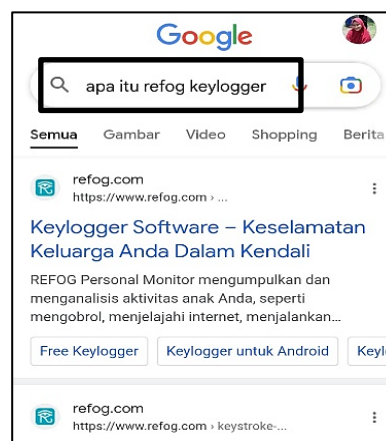 Google
apa itu refog keylogger
Semua Gambar Video Shopping Berita
refog.com
https://www.refog.com › ...
Keylogger Software – Keselamatan
Keluarga Anda Dalam Kendali
REFOG Personal Monitor mengumpulkan dan
menganalisis aktivitas anak Anda, seperti
mengobrol, menjelajahi internet, menjalankan...
Free Keylogger Keylogger untuk Android Keyl
refog.com
https://www.refog.com › keystroke-...